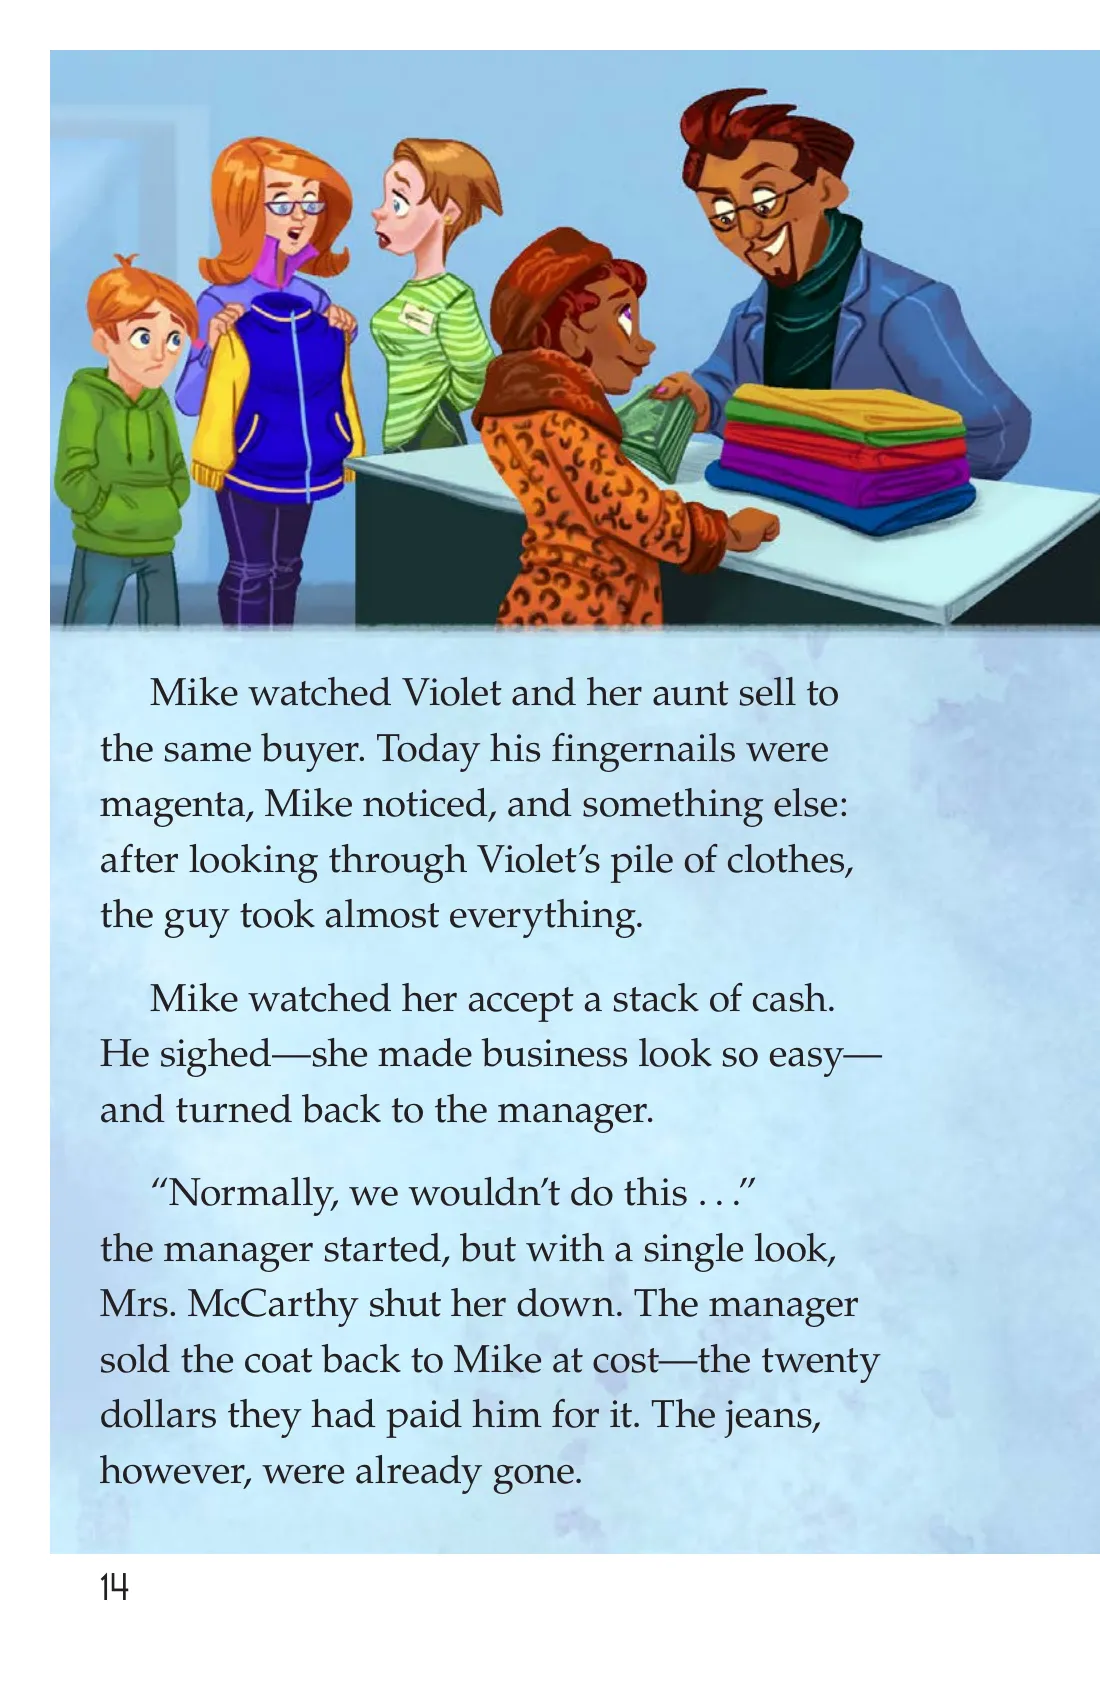 Mike watched Violet and her aunt sell to
the same buyer. Today his fingernails were
magenta, Mike noticed, and something else:
after looking through Violet’s pile of clothes,
the guy took almost everything.
Mike watched her accept a stack of cash.
He sighed—she made business look so easy—
and turned back to the manager.
“Normally, we wouldn’t do this . . .”
the manager started, but with a single look,
Mrs. McCarthy shut her down. The manager
sold the coat back to Mike at cost—the twenty
dollars they had paid him for it. The jeans,
however, were already gone.
14